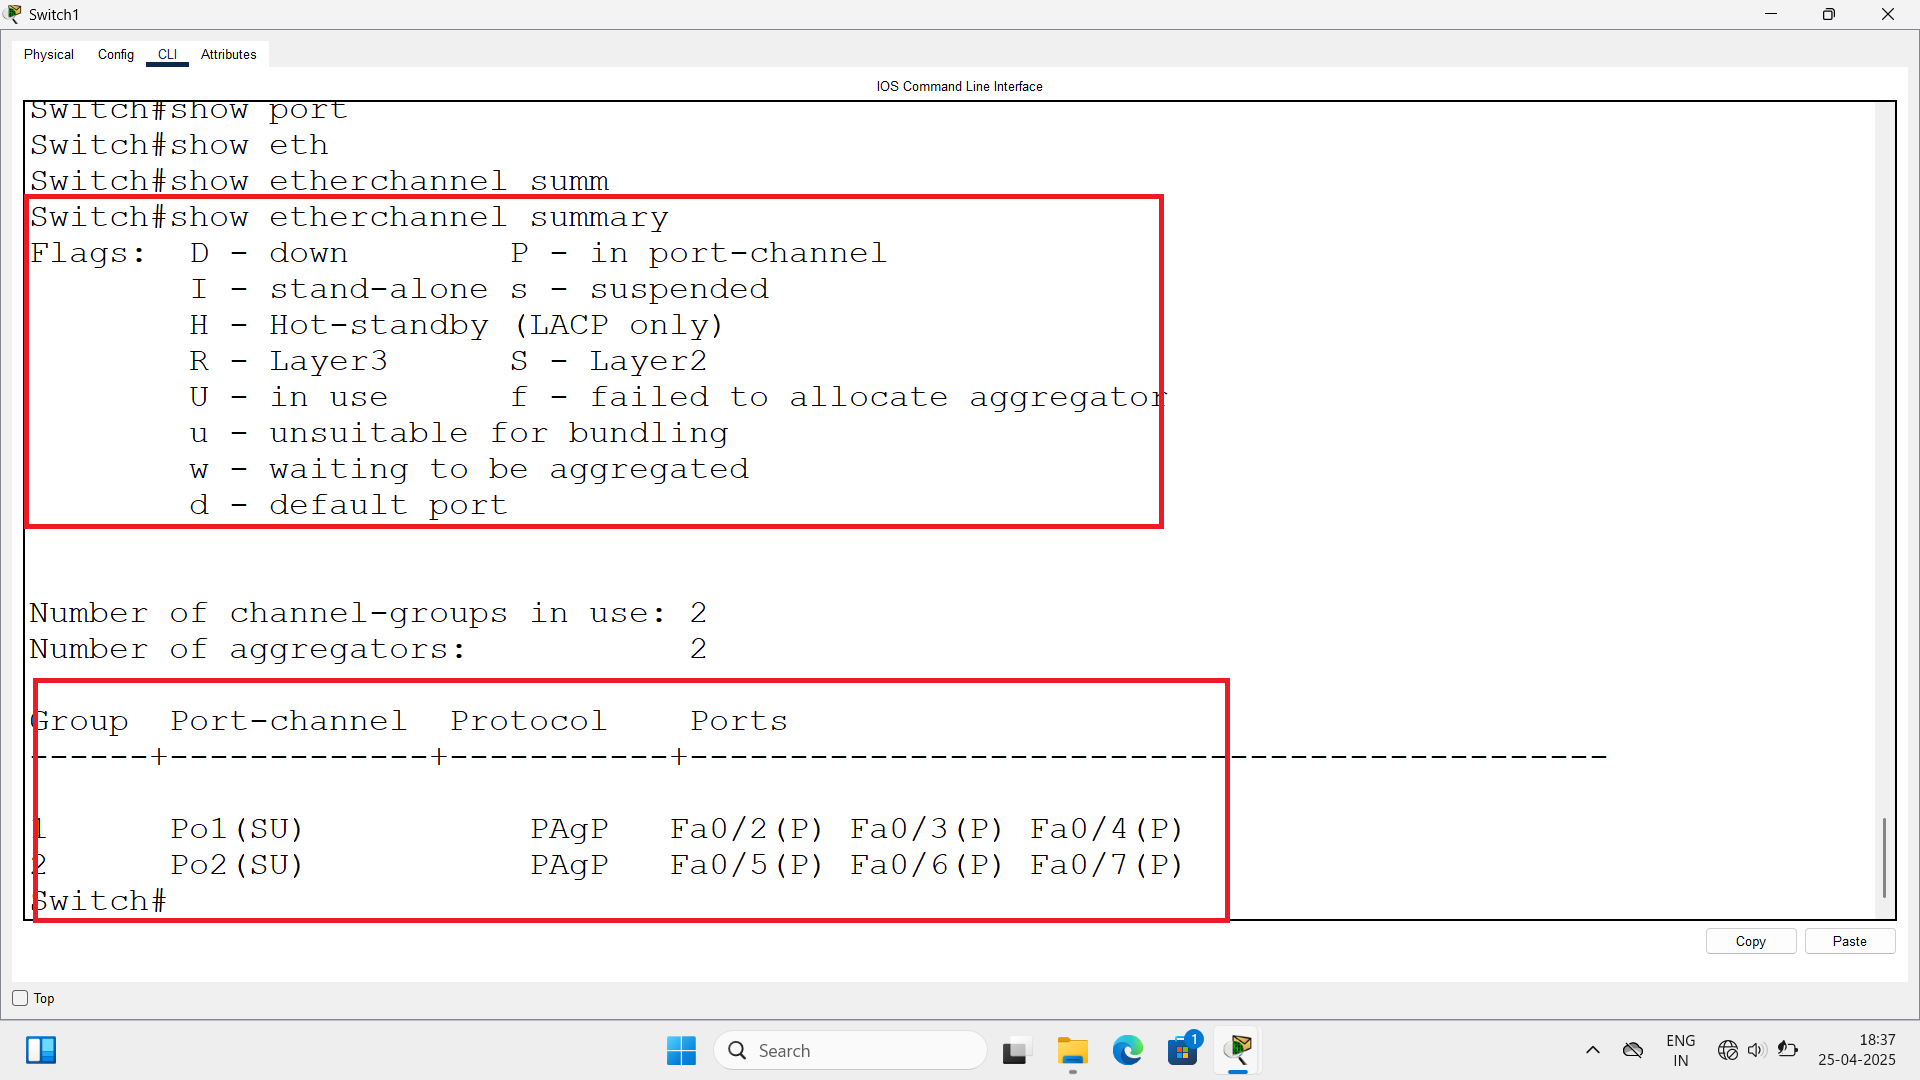 Switch1
Physical Config CLI Attributes
IOS Command Line Interface
Switch#show port
Switch#show eth
Switch#show etherchannel summ
Switch#show etherchannel summary
Flags:  D - down        P - in port-channel
        I - stand-alone s - suspended
        H - Hot-standby (LACP only)
        R - Layer3      S - Layer2
        U - in use      f - failed to allocate aggregator
        u - unsuitable for bundling
        w - waiting to be aggregated
        d - default port
Number of channel-groups in use: 2
Number of aggregators:           2
Group  Port-channel  Protocol    Ports
------+-------------+-----------+----------------------------------------------
1      Po1(SU)           PAgP   Fa0/2(P) Fa0/3(P) Fa0/4(P)
2      Po2(SU)           PAgP   Fa0/5(P) Fa0/6(P) Fa0/7(P)
Switch#
Copy Paste
Top
Search
1
ENG
IN
18:37
25-04-2025